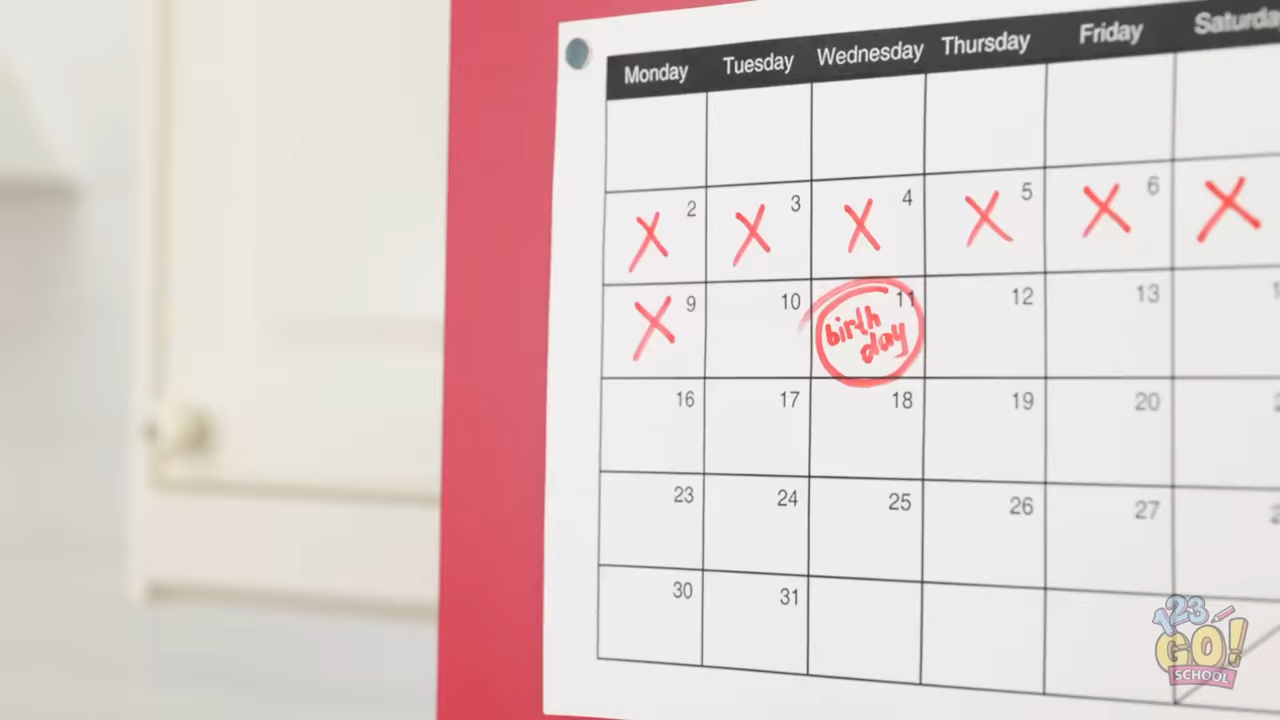 Monday Tuesday Wednesday Thursday Friday
2 3 4 5 6
9 10 11 12 13
birth
day
16 17 18 19 20
23 24 25 26 27
30 31
123
GO!
SCHOOL